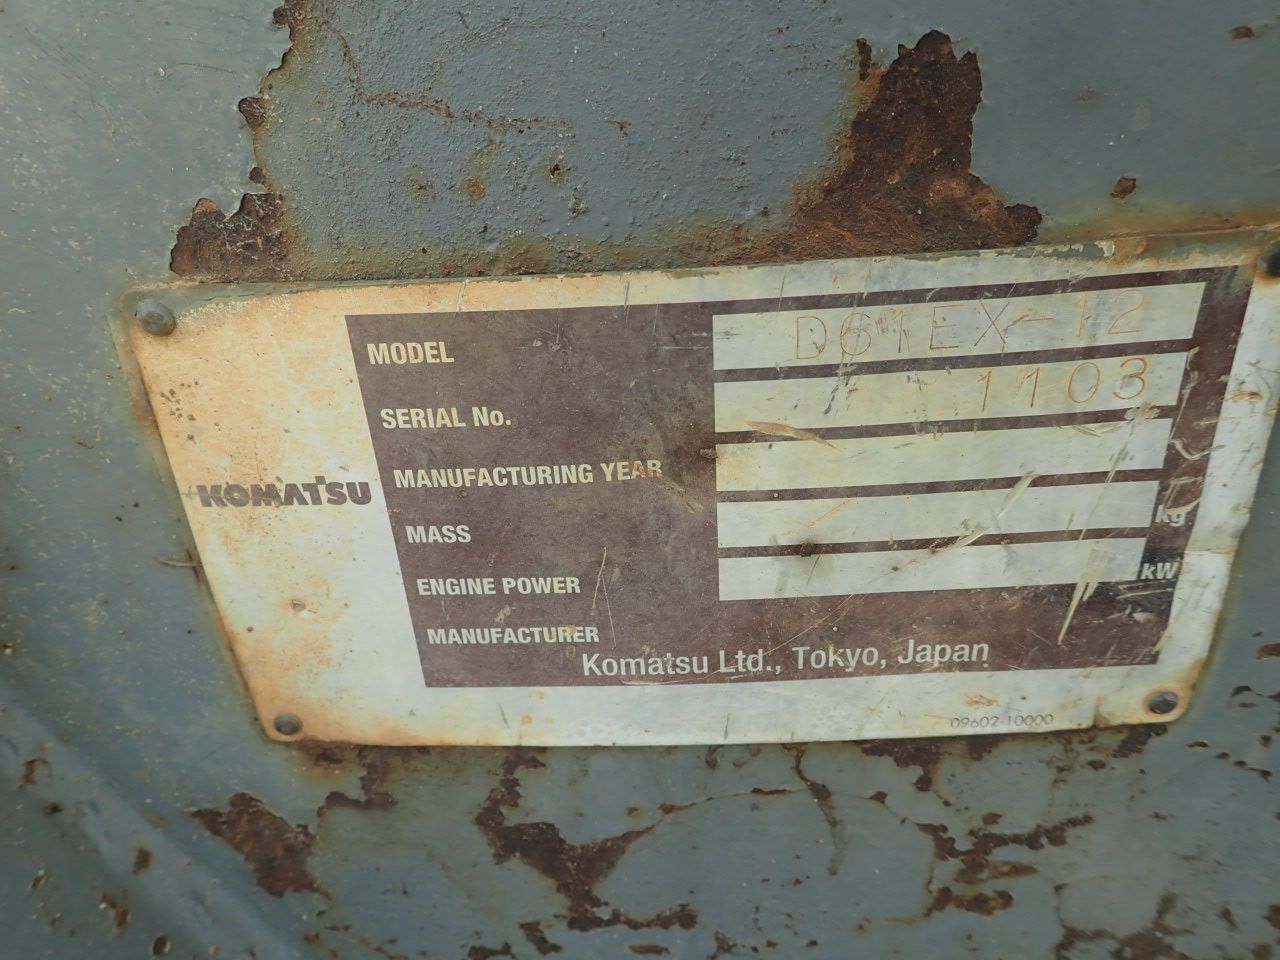 MODEL D61EX-12
SERIAL No. 1103
MANUFACTURING YEAR
KOMATSU
MASS kg
ENGINE POWER kW
MANUFACTURER
Komatsu Ltd., Tokyo, Japan
09602-10000